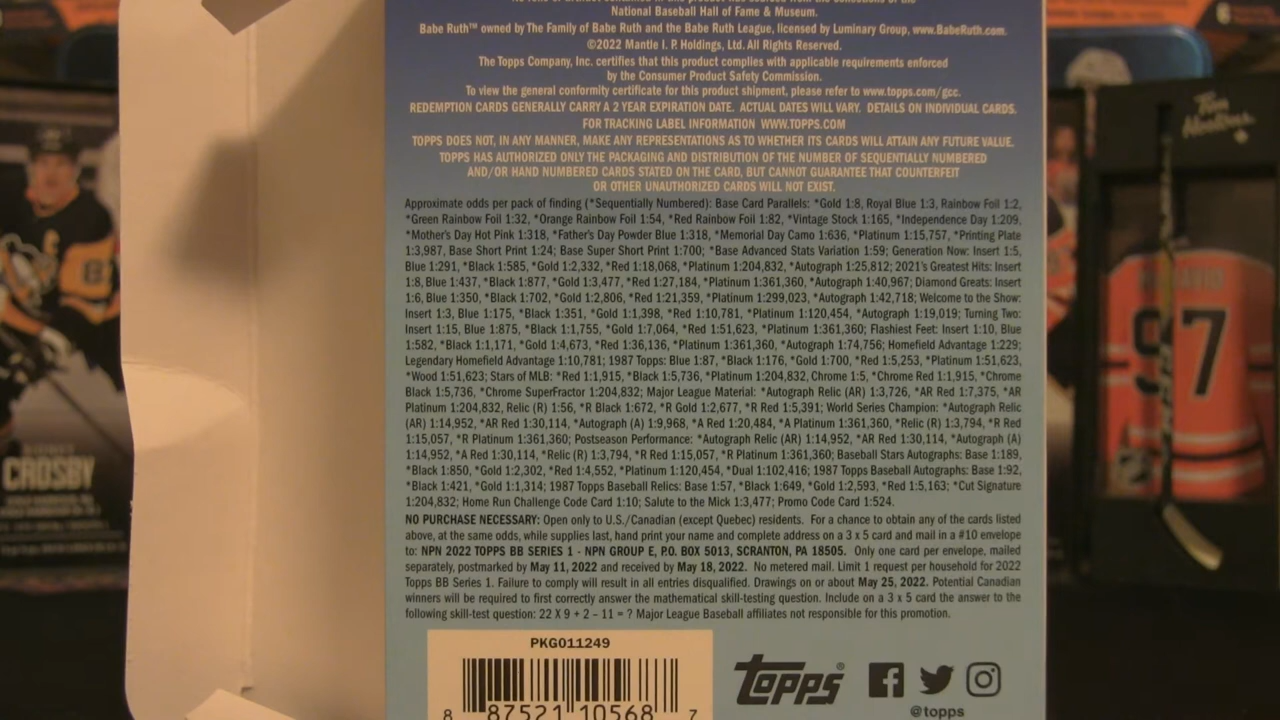 National Baseball Hall of Fame & Museum.
Babe Ruth™ owned by The Family of Babe Ruth and the Babe Ruth League, licensed by Luminary Group, www.BabeRuth.com.
©2022 Mantle I. P. Holdings, Ltd. All Rights Reserved.
The Topps Company, Inc. certifies that this product complies with applicable requirements enforced
by the Consumer Product Safety Commission.
To view the general conformity certificate for this product shipment, please refer to www.topps.com/gcc.
REDEMPTION CARDS GENERALLY CARRY A 2 YEAR EXPIRATION DATE. ACTUAL DATES WILL VARY. DETAILS ON INDIVIDUAL CARDS.
FOR TRACKING LABEL INFORMATION WWW.TOPPS.COM
TOPPS DOES NOT, IN ANY MANNER, MAKE ANY REPRESENTATIONS AS TO WHETHER ITS CARDS WILL ATTAIN ANY FUTURE VALUE.
TOPPS HAS AUTHORIZED ONLY THE PACKAGING AND DISTRIBUTION OF THE NUMBER OF SEQUENTIALLY NUMBERED
AND/OR HAND NUMBERED CARDS STATED ON THE CARD, BUT CANNOT GUARANTEE THAT COUNTERFEIT
OR OTHER UNAUTHORIZED CARDS WILL NOT EXIST.
Approximate odds per pack of finding (*Sequentially Numbered): Base Card Parallels: *Gold 1:8, Royal Blue 1:3, Rainbow Foil 1:2,
*Green Rainbow Foil 1:32, *Orange Rainbow Foil 1:54, *Red Rainbow Foil 1:82, *Vintage Stock 1:165, *Independence Day 1:209,
*Mother's Day Hot Pink 1:318, *Father's Day Powder Blue 1:318, *Memorial Day Camo 1:636, *Platinum 1:15,757, *Printing Plate
1:3,987, Base Short Print 1:24; Base Super Short Print 1:700; *Base Advanced Stats Variation 1:59; Generation Now: Insert 1:5,
Blue 1:291, *Black 1:585, *Gold 1:2,332, *Red 1:18,068, *Platinum 1:204,832, *Autograph 1:25,812; 2021's Greatest Hits: Insert
1:8, Blue 1:437, *Black 1:877, *Gold 1:3,477, *Red 1:27,184, *Platinum 1:361,360, *Autograph 1:40,967; Diamond Greats: Insert
1:6, Blue 1:350, *Black 1:702, *Gold 1:2,806, *Red 1:21,359, *Platinum 1:299,023, *Autograph 1:42,718; Welcome to the Show:
Insert 1:3, Blue 1:175, *Black 1:351, *Gold 1:1,398, *Red 1:10,781, *Platinum 1:120,454, *Autograph 1:19,019; Turning Two:
Insert 1:15, Blue 1:875, *Black 1:1,755, *Gold 1:7,064, *Red 1:51,623, *Platinum 1:361,360; Flashiest Feet: Insert 1:10, Blue
1:582, *Black 1:1,171, *Gold 1:4,673, *Red 1:36,136, *Platinum 1:361,360, *Autograph 1:74,756; Homefield Advantage 1:229;
Legendary Homefield Advantage 1:10,781; 1987 Topps: Blue 1:87, *Black 1:176, *Gold 1:700, *Red 1:5,253, *Platinum 1:51,623,
*Wood 1:51,623; Stars of MLB: *Red 1:1,915, *Black 1:5,736, *Platinum 1:204,832, Chrome 1:5, *Chrome Red 1:1,915, *Chrome
Black 1:5,736, *Chrome SuperFractor 1:204,832; Major League Material: *Autograph Relic (AR) 1:3,726, *AR Red 1:7,375, *AR
Platinum 1:204,832, Relic (R) 1:56, *R Black 1:672, *R Gold 1:2,677, *R Red 1:5,391; World Series Champion: *Autograph Relic
(AR) 1:14,952, *AR Red 1:30,114, *Autograph (A) 1:9,968, *A Red 1:20,484, *A Platinum 1:361,360, *Relic (R) 1:3,794, *R Red
1:15,057, *R Platinum 1:361,360; Postseason Performance: *Autograph Relic (AR) 1:14,952, *AR Red 1:30,114, *Autograph (A)
1:14,952, *A Red 1:30,114, *Relic (R) 1:3,794, *R Red 1:15,057, *R Platinum 1:361,360; Baseball Stars Autographs: Base 1:189,
*Black 1:850, *Gold 1:2,302, *Red 1:4,552, *Platinum 1:120,454, *Dual 1:102,416; 1987 Topps Baseball Autographs: Base 1:92,
*Black 1:421, *Gold 1:1,314; 1987 Topps Baseball Relics: Base 1:57, *Black 1:649, *Gold 1:2,593, *Red 1:5,163; *Cut Signature
1:204,832; Home Run Challenge Code Card 1:10; Salute to the Mick 1:3,477; Promo Code Card 1:524.
NO PURCHASE NECESSARY: Open only to U.S./Canadian (except Quebec) residents. For a chance to obtain any of the cards listed
above, at the same odds, while supplies last, hand print your name and complete address on a 3 x 5 card and mail in a #10 envelope
to: NPN 2022 TOPPS BB SERIES 1 - NPN GROUP E, P.O. BOX 5013, SCRANTON, PA 18505. Only one card per envelope, mailed
separately, postmarked by May 11, 2022 and received by May 18, 2022. No metered mail. Limit 1 request per household for 2022
Topps BB Series 1. Failure to comply will result in all entries disqualified. Drawings on or about May 25, 2022. Potential Canadian
winners will be required to first correctly answer the mathematical skill-testing question. Include on a 3 x 5 card the answer to the
following skill-test question: 22 X 9 + 2 – 11 = ? Major League Baseball affiliates not responsible for this promotion.
PKG011249
8 87521 10568 7
Topps®
@topps
CROSBY
97